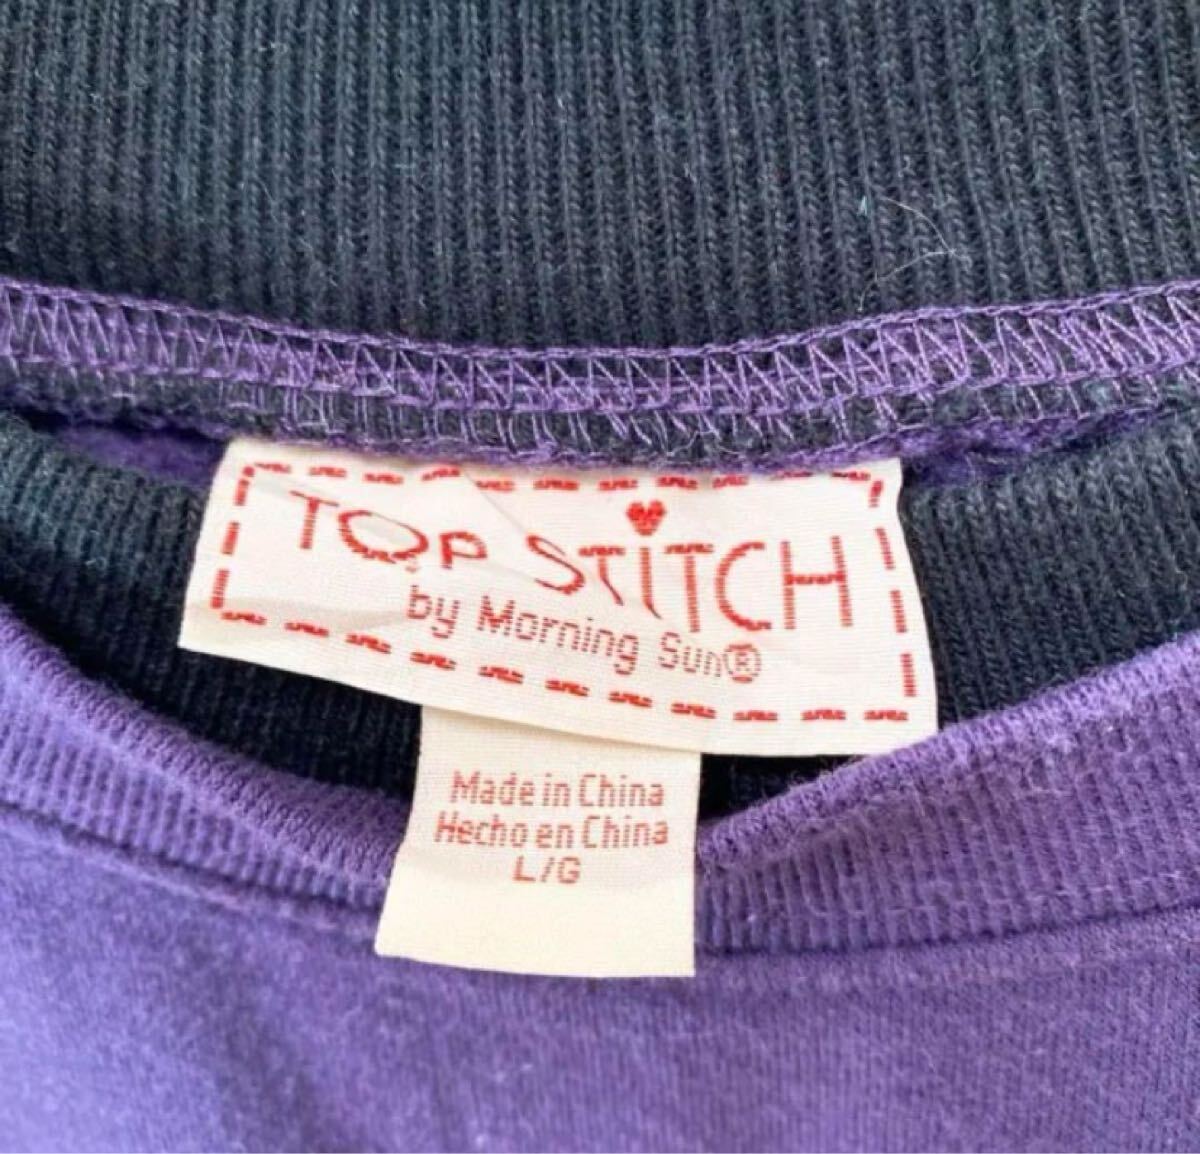 TOP STITCH
by Morning Sun®
Made in China
Hecho en China
L/G